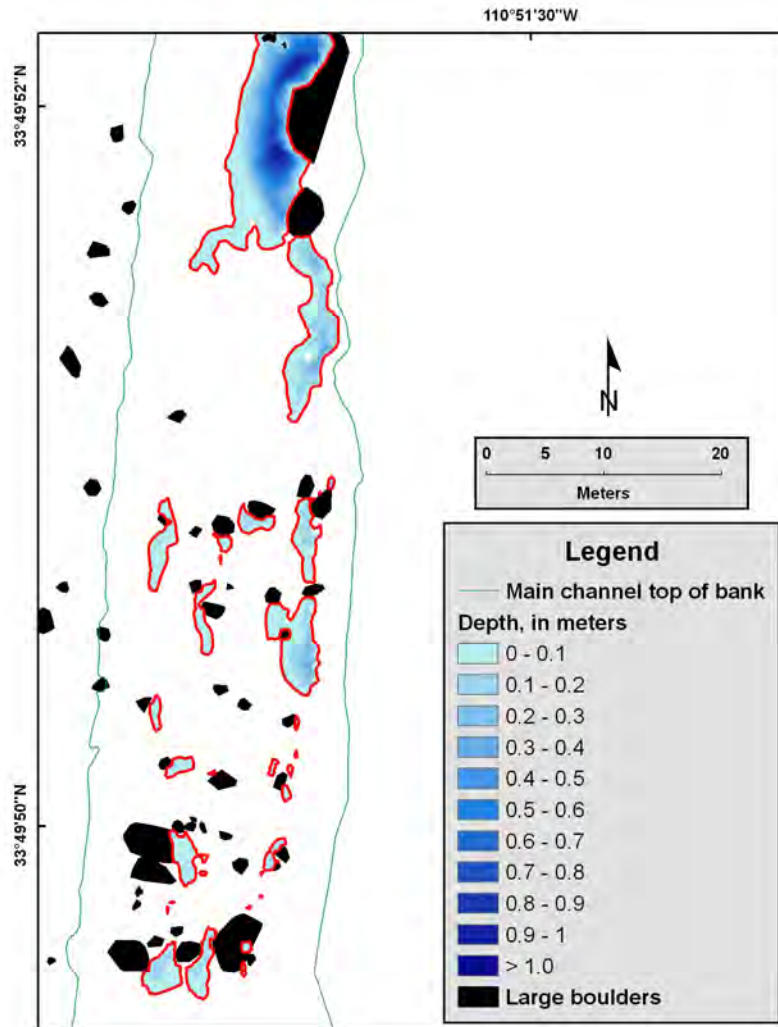 110°51'30"W
33°49'52"N
N
0 5 10 20
Meters
Legend
Main channel top of bank
Depth, in meters
0 - 0.1
0.1 - 0.2
0.2 - 0.3
0.3 - 0.4
0.4 - 0.5
0.5 - 0.6
0.6 - 0.7
0.7 - 0.8
0.8 - 0.9
0.9 - 1
> 1.0
Large boulders
33°49'50"N